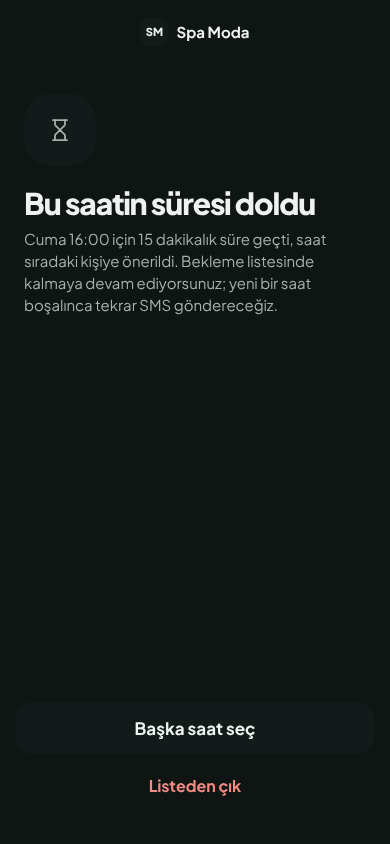 SM Spa Moda
Bu saatin süresi doldu
Cuma 16:00 için 15 dakikalık süre geçti, saat
sıradaki kişiye önerildi. Bekleme listesinde
kalmaya devam ediyorsunuz; yeni bir saat
boşalınca tekrar SMS göndereceğiz.
Başka saat seç
Listeden çık